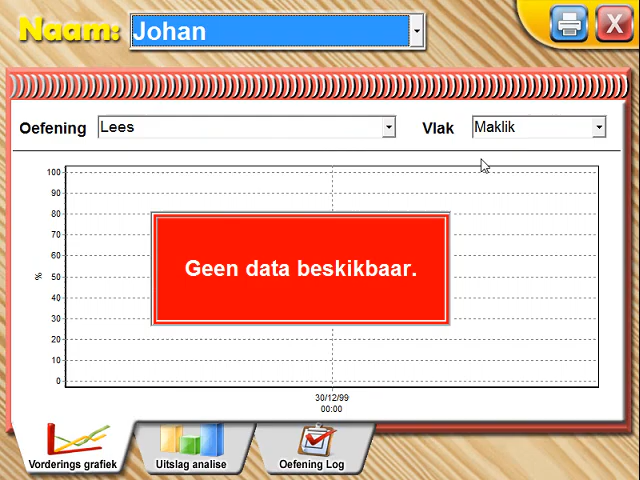 Naam: Johan
X
Oefening Lees Vlak Maklik
100
90
80
70
60
50
40
30
20
10
0
%
Geen data beskikbaar.
30/12/99
00:00
Vorderings grafiek Uitslag analise Oefening Log